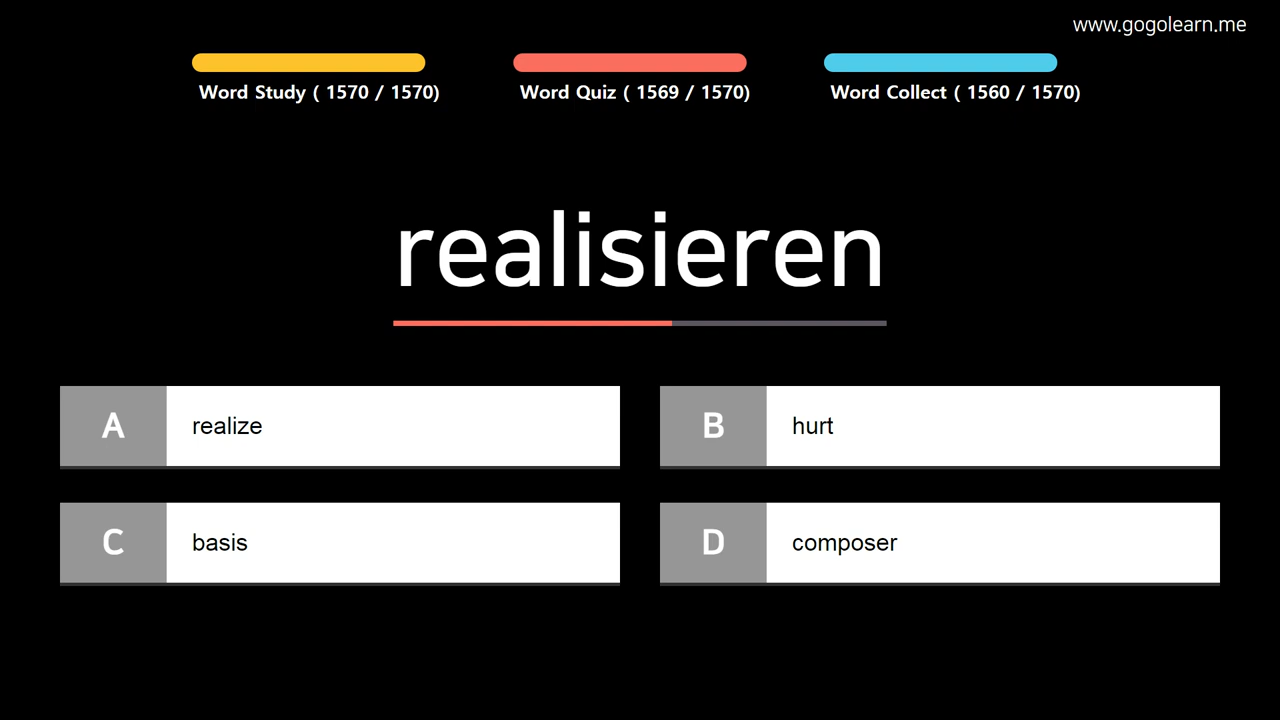 www.gogolearn.me
Word Study ( 1570 / 1570)
Word Quiz ( 1569 / 1570)
Word Collect ( 1560 / 1570)
realisieren
A realize
B hurt
C basis
D composer